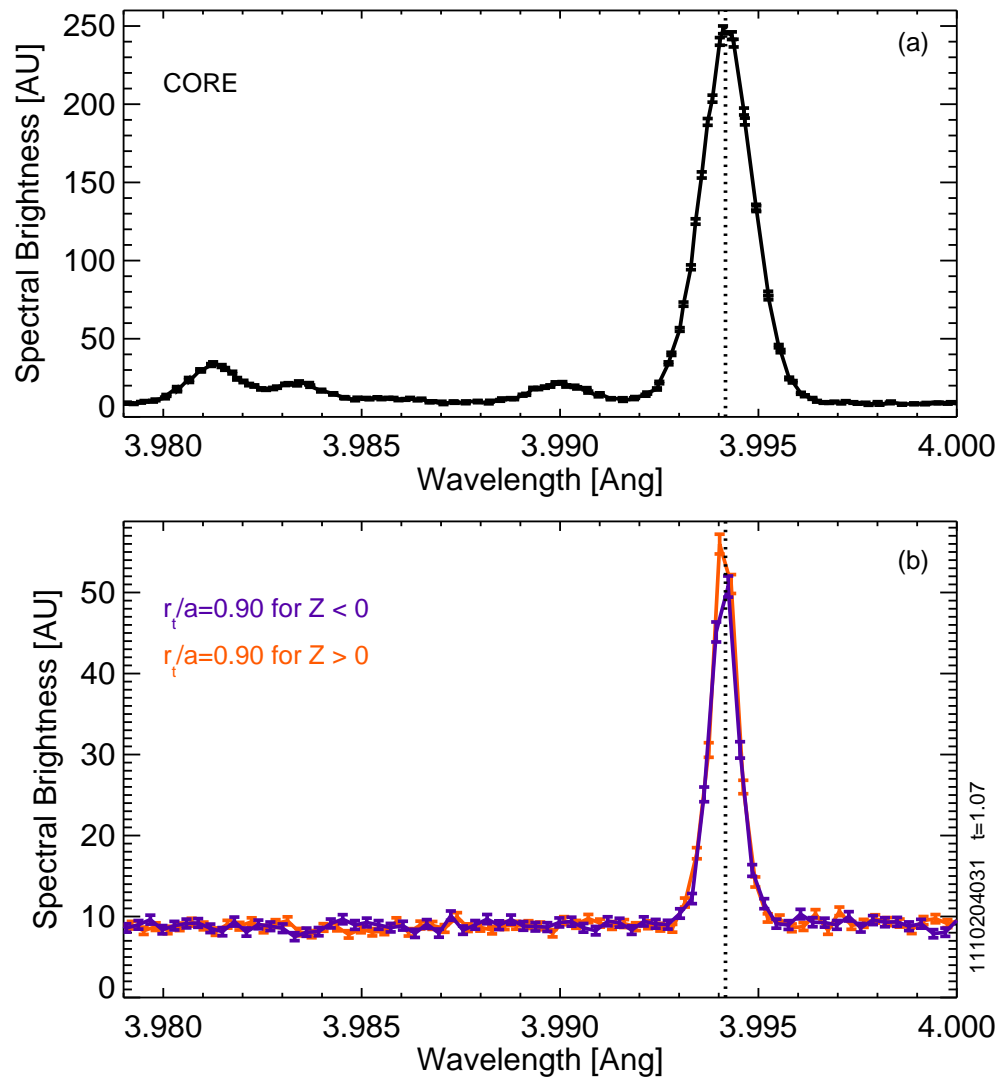 250
200
150
100
50
0
Spectral Brightness [AU]
CORE
(a)
3.980 3.985 3.990 3.995 4.000
Wavelength [Ang]
50
40
30
20
10
0
Spectral Brightness [AU]
r_t/a=0.90 for Z < 0
r_t/a=0.90 for Z > 0
(b)
3.980 3.985 3.990 3.995 4.000
Wavelength [Ang]
1110204031 t=1.07